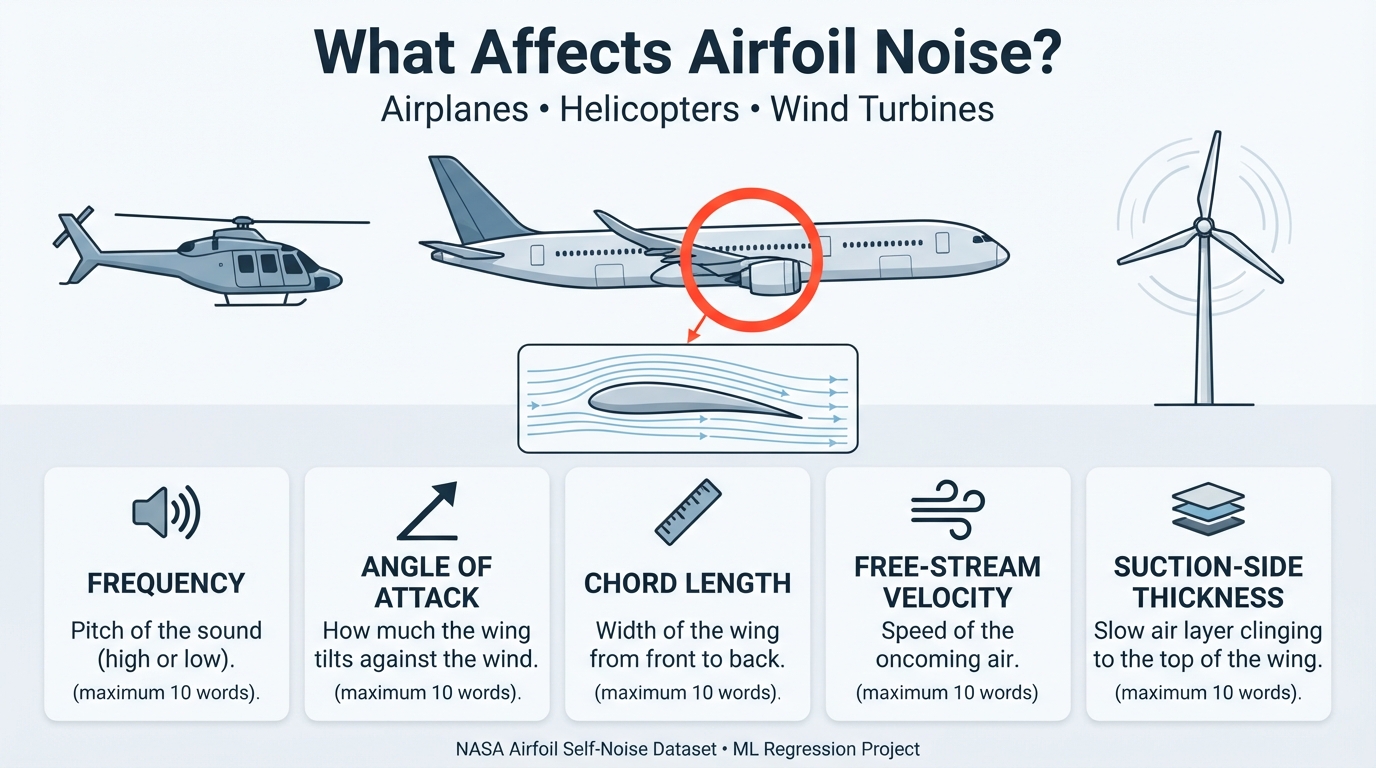 What Affects Airfoil Noise?
Airplanes • Helicopters • Wind Turbines
FREQUENCY
Pitch of the sound
(high or low).
(maximum 10 words).
ANGLE OF
ATTACK
How much the wing
tilts against the wind.
(maximum 10 words).
CHORD LENGTH
Width of the wing
from front to back.
(maximum 10 words).
FREE-STREAM
VELOCITY
Speed of the
oncoming air.
(maximum 10 words)
SUCTION-SIDE
THICKNESS
Slow air layer clinging
to the top of the wing.
(maximum 10 words).
NASA Airfoil Self-Noise Dataset • ML Regression Project